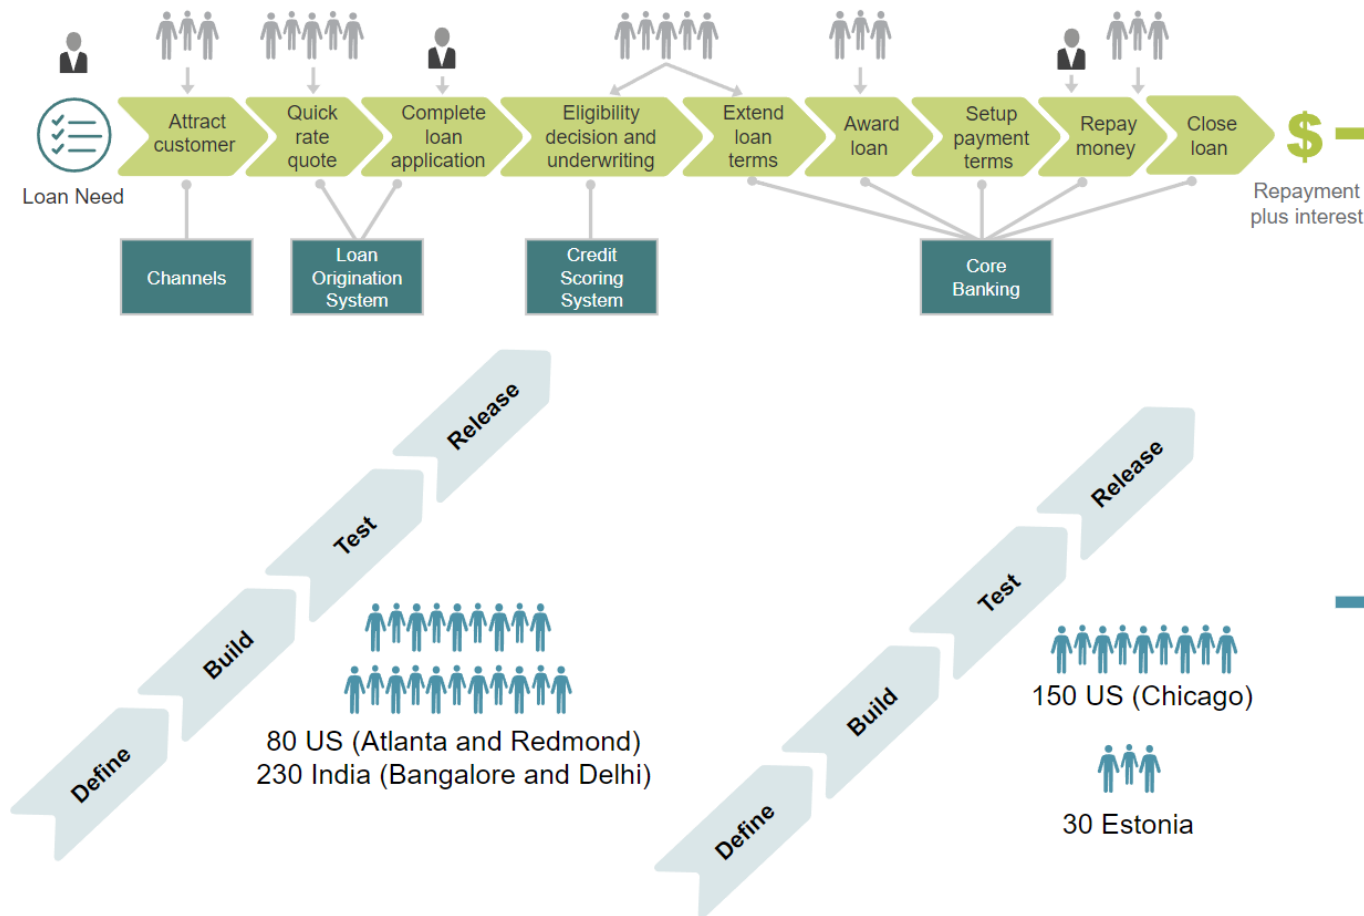 Loan Need
Attract
customer
Quick
rate
quote
Complete
loan
application
Eligibility
decision and
underwriting
Extend
loan
terms
Award
loan
Setup
payment
terms
Repay
money
Close
loan
$
Repayment
plus interest
Channels
Loan
Origination
System
Credit
Scoring
System
Core
Banking
Define
Build
Test
Release
80 US (Atlanta and Redmond)
230 India (Bangalore and Delhi)
Define
Build
Test
Release
150 US (Chicago)
30 Estonia